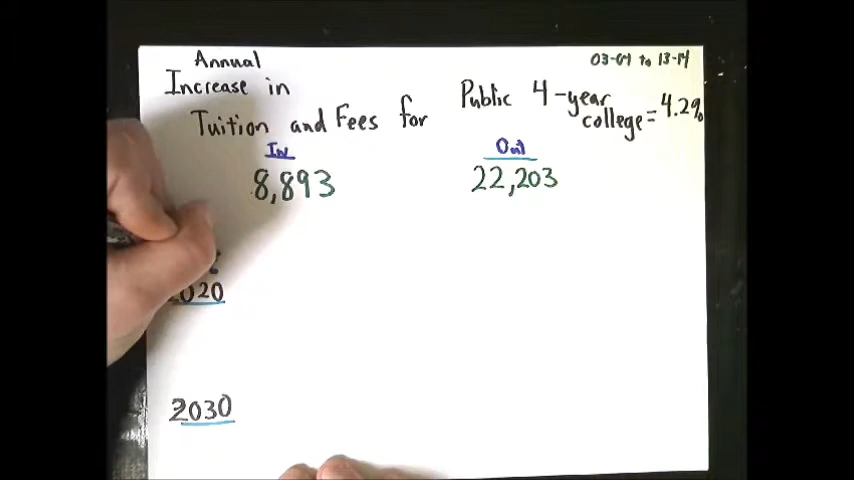 Annual
03-04 to 13-14
Increase in
Public 4-year
Tuition and Fees for
college = 4.2%
In
Out
8,893
22,203
2020
2030